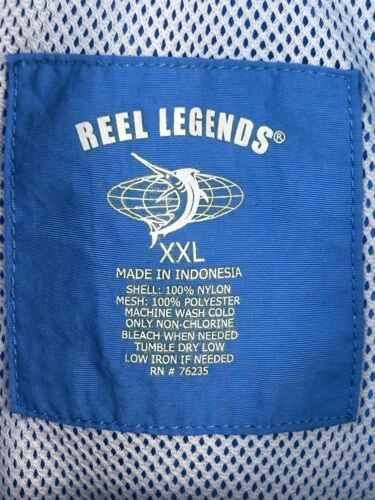 REEL LEGENDS®
XXL
MADE IN INDONESIA
SHELL: 100% NYLON
MESH: 100% POLYESTER
MACHINE WASH COLD
ONLY NON-CHLORINE
BLEACH WHEN NEEDED
TUMBLE DRY LOW
LOW IRON IF NEEDED
RN # 76235